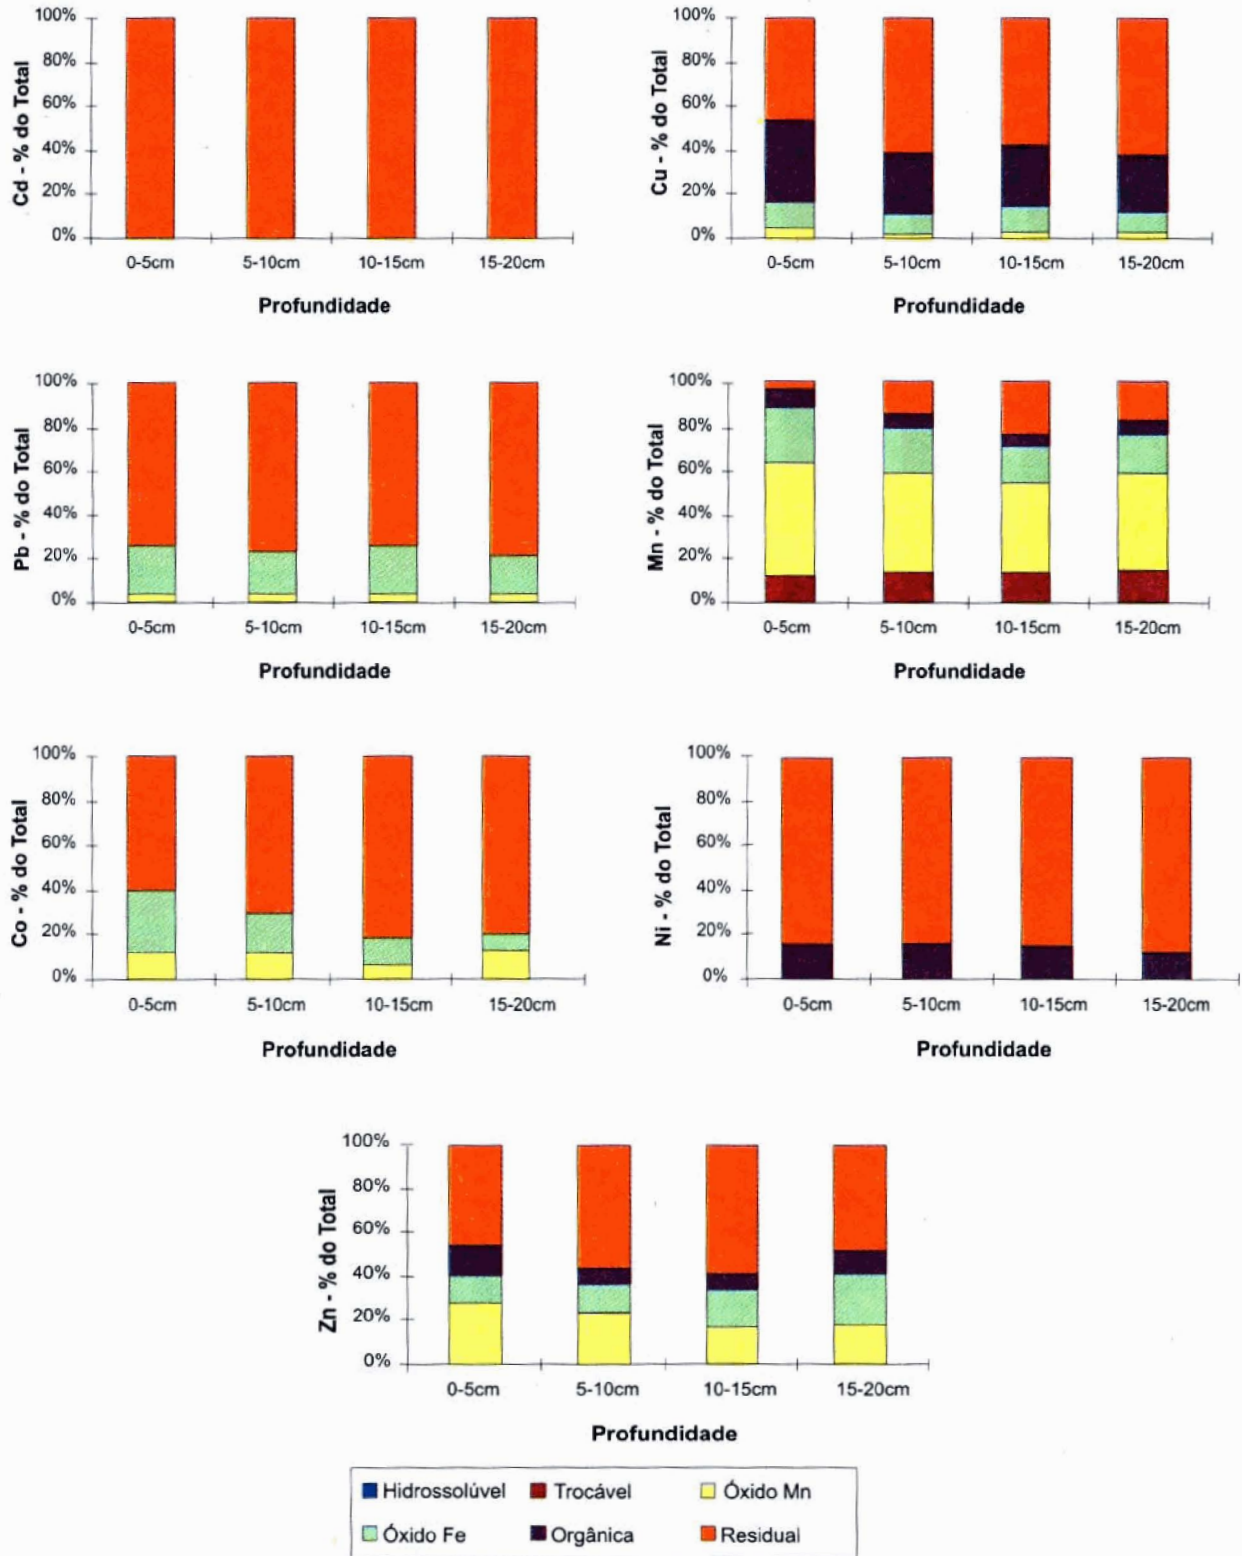 Cd - % do Total
100%
80%
60%
40%
20%
0%
0-5cm 5-10cm 10-15cm 15-20cm
Profundidade
Cu - % do Total
100%
80%
60%
40%
20%
0%
0-5cm 5-10cm 10-15cm 15-20cm
Profundidade
Pb - % do Total
100%
80%
60%
40%
20%
0%
0-5cm 5-10cm 10-15cm 15-20cm
Profundidade
Mn - % do Total
100%
80%
60%
40%
20%
0%
0-5cm 5-10cm 10-15cm 15-20cm
Profundidade
Co - % do Total
100%
80%
60%
40%
20%
0%
0-5cm 5-10cm 10-15cm 15-20cm
Profundidade
Ni - % do Total
100%
80%
60%
40%
20%
0%
0-5cm 5-10cm 10-15cm 15-20cm
Profundidade
Zn - % do Total
100%
80%
60%
40%
20%
0%
0-5cm 5-10cm 10-15cm 15-20cm
Profundidade
Hidrossolúvel Trocável Óxido Mn
Óxido Fe Orgânica Residual